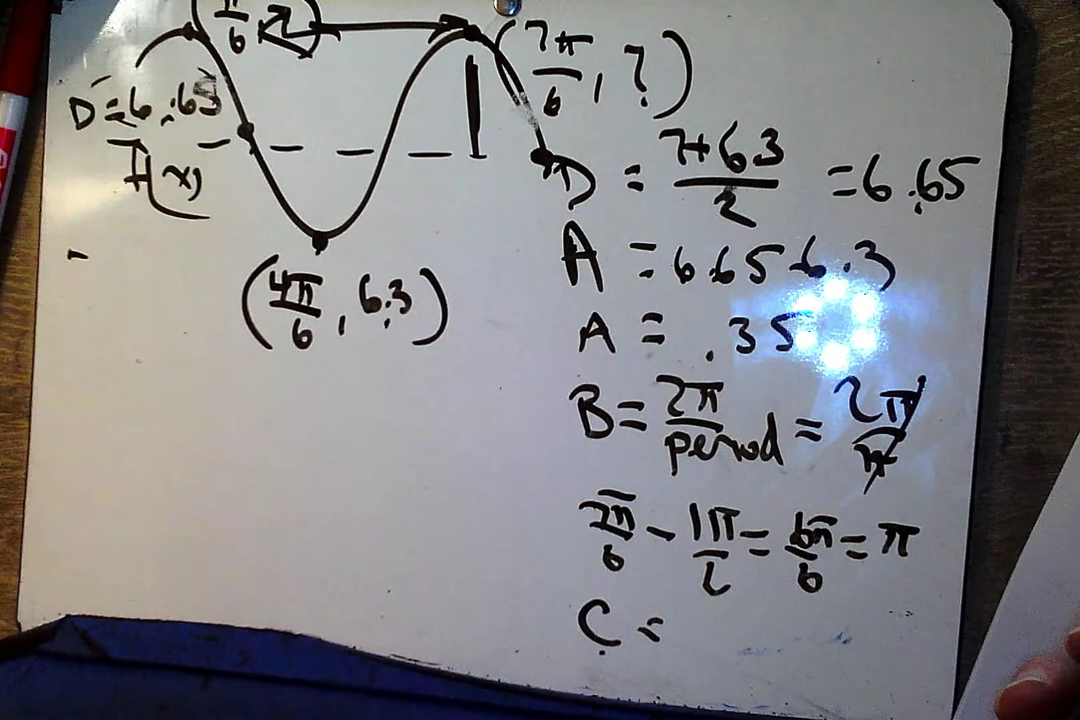 (π/6, 7)
(7π/6, ?)
D = 6.65
f(x)
D = 7+6.3/2 = 6.65
A = 6.65-6.3
(4π/6, 6.3)
A = .35
B = 2π/period = 2π/π
7π/6 - 1π/6 = 6π/6 = π
C =